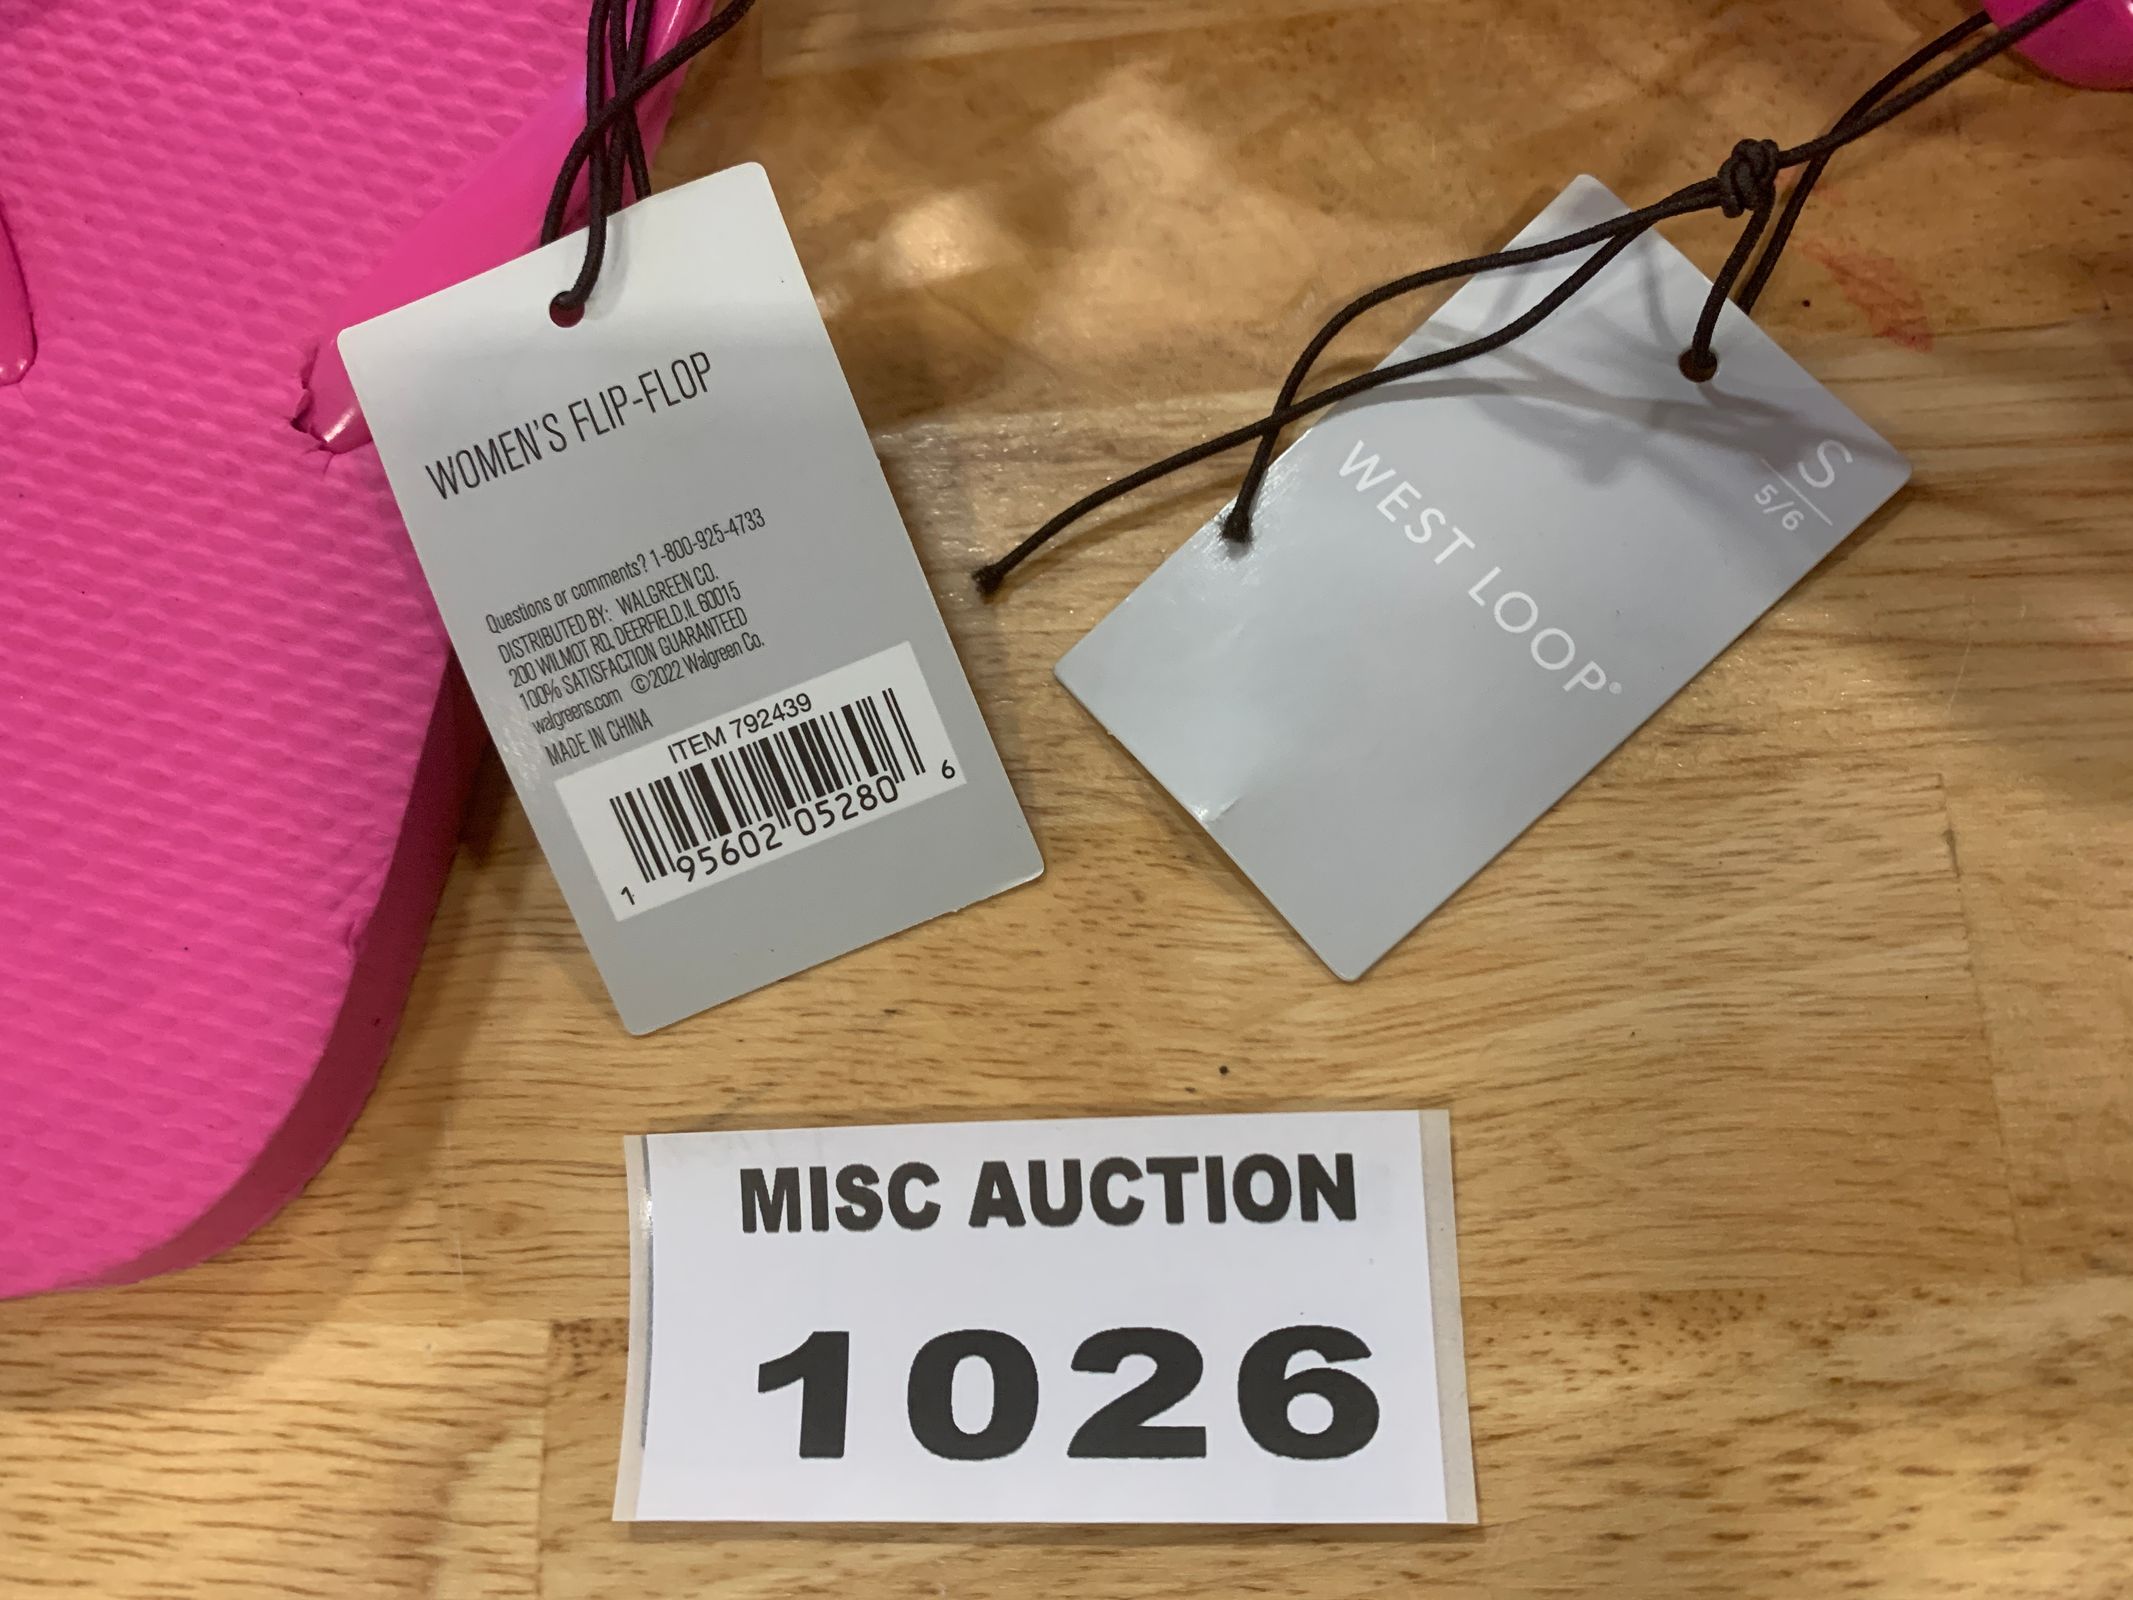 WOMEN'S FLIP-FLOP
Questions or comments? 1-800-925-4733
DISTRIBUTED BY: WALGREEN CO.
200 WILMOT RD, DEERFIELD, IL 60015
100% SATISFACTION GUARANTEED
walgreens.com ©2022 Walgreen Co.
MADE IN CHINA
ITEM 792439
1 95602 05280 6
S
5/6
WEST LOOP®
MISC AUCTION
1026